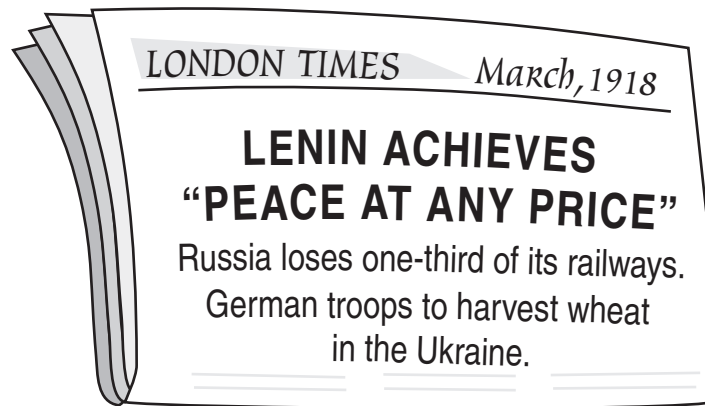 LONDON TIMES March, 1918
LENIN ACHIEVES
“PEACE AT ANY PRICE”
Russia loses one-third of its railways.
German troops to harvest wheat
in the Ukraine.